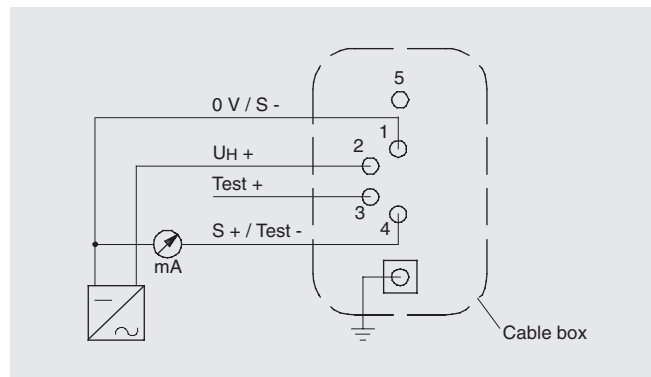 5
0 V / S -
1
2
UH +
Test +
3
4
S + / Test -
mA
Cable box